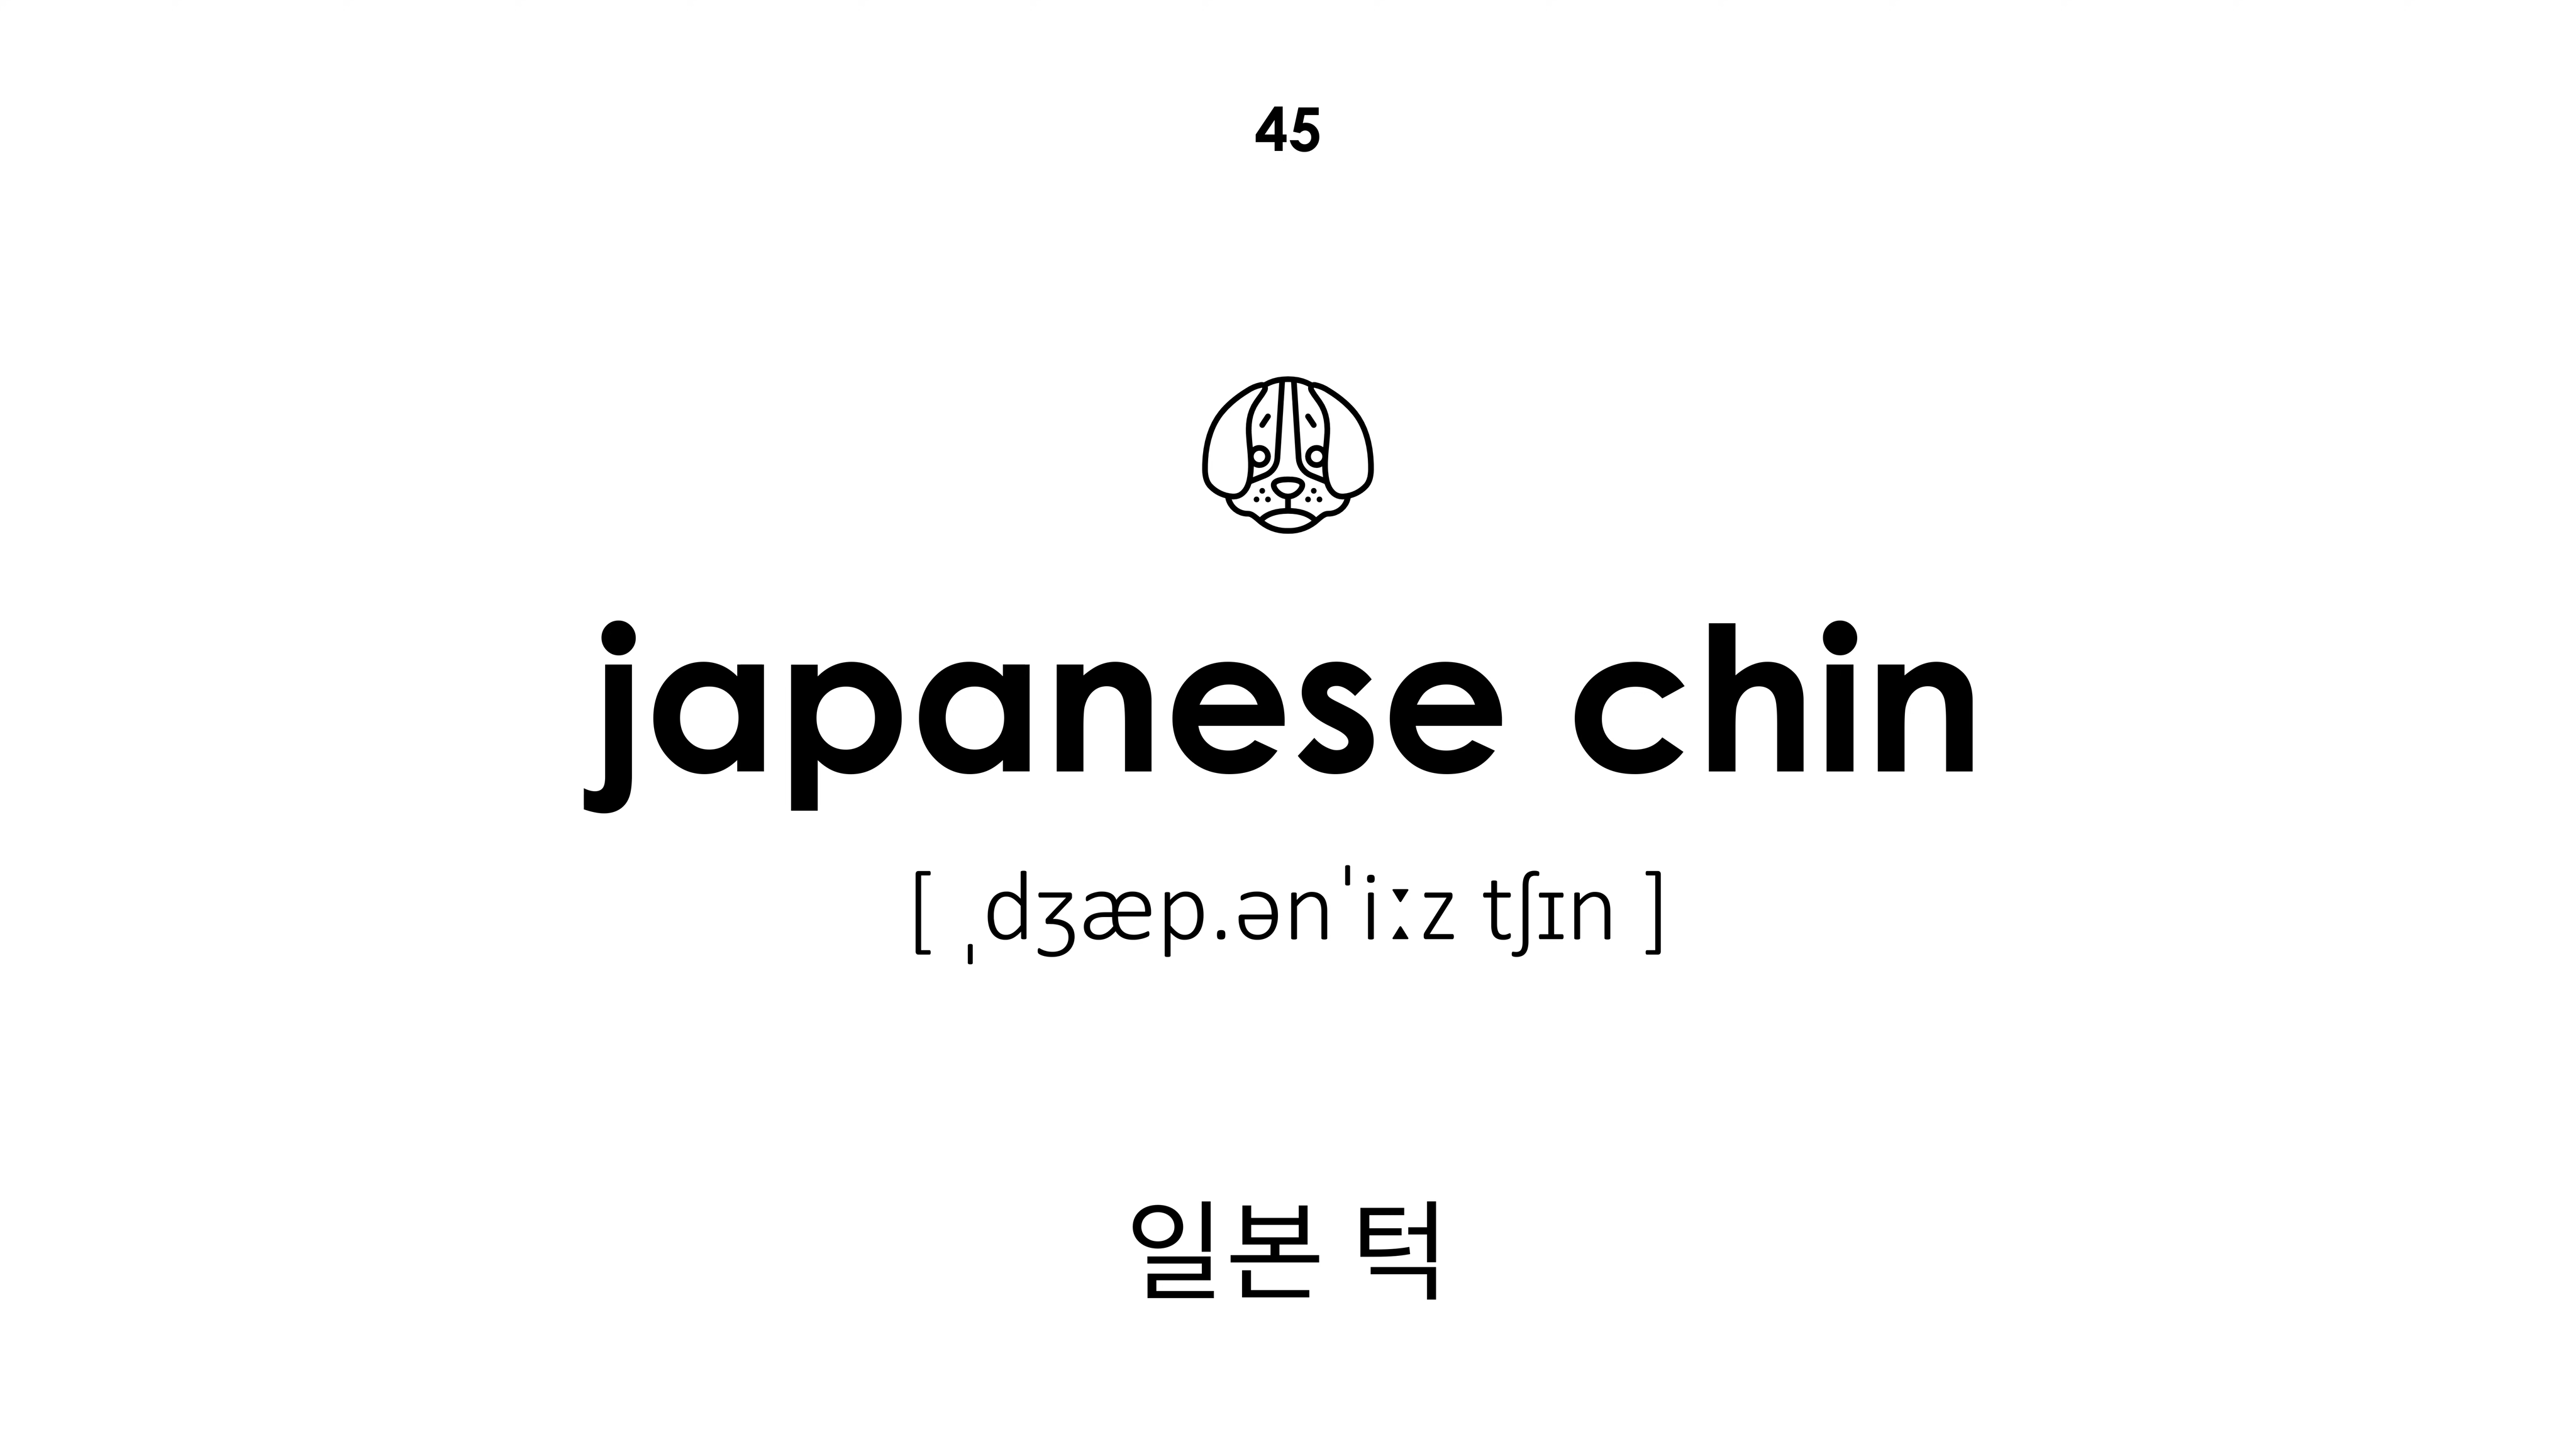 45
japanese chin
[ ˌdʒæp.ənˈiːz tʃɪn ]
일본 턱